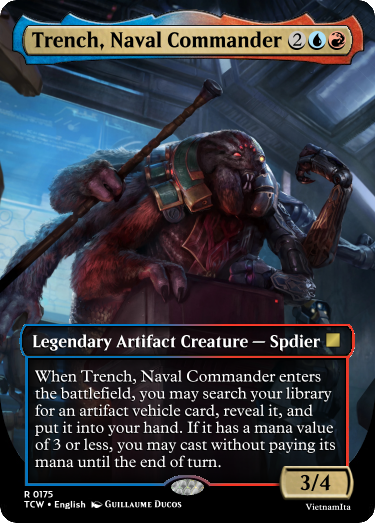 Trench, Naval Commander 2
Legendary Artifact Creature — Spdier
When Trench, Naval Commander enters
the battlefield, you may search your library
for an artifact vehicle card, reveal it, and
put it into your hand. If it has a mana value
of 3 or less, you may cast without paying its
mana until the end of turn.
3/4
R 0175
TCW • English Guillaume Ducos
VietnamIta